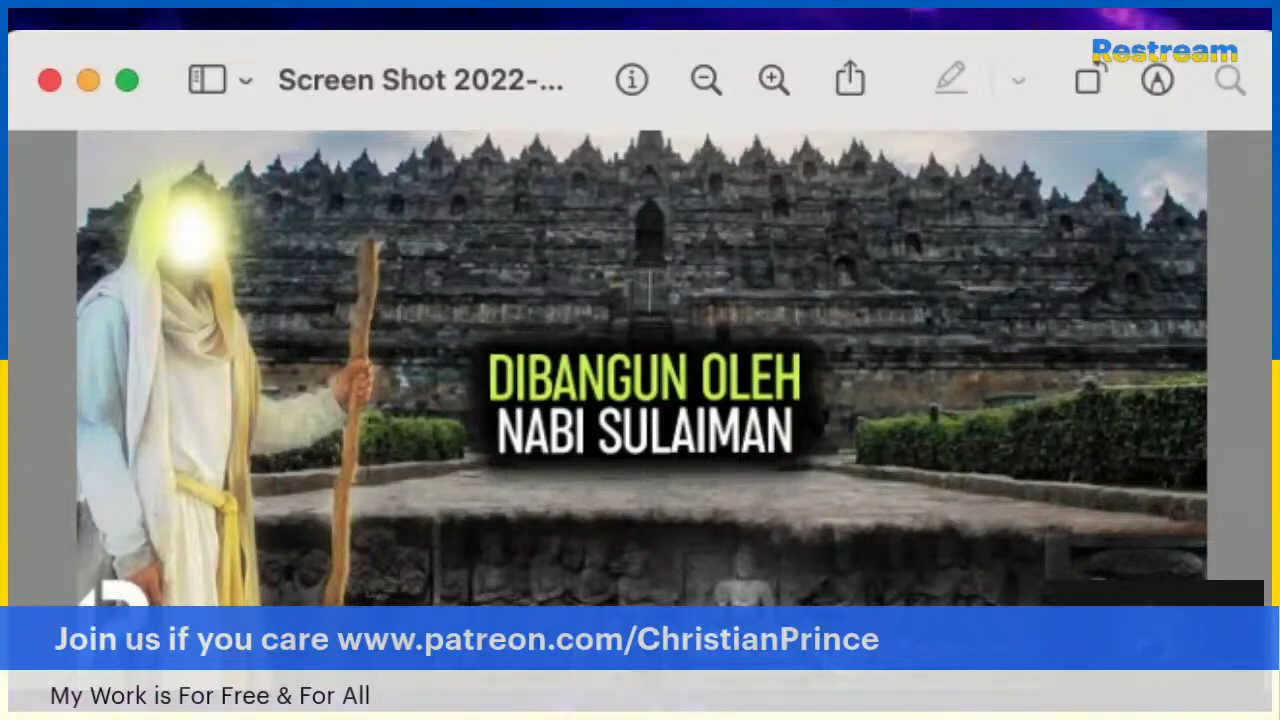 Restream
Screen Shot 2022-...
DIBANGUN OLEH
NABI SULAIMAN
Join us if you care www.patreon.com/ChristianPrince
My Work is For Free & For All